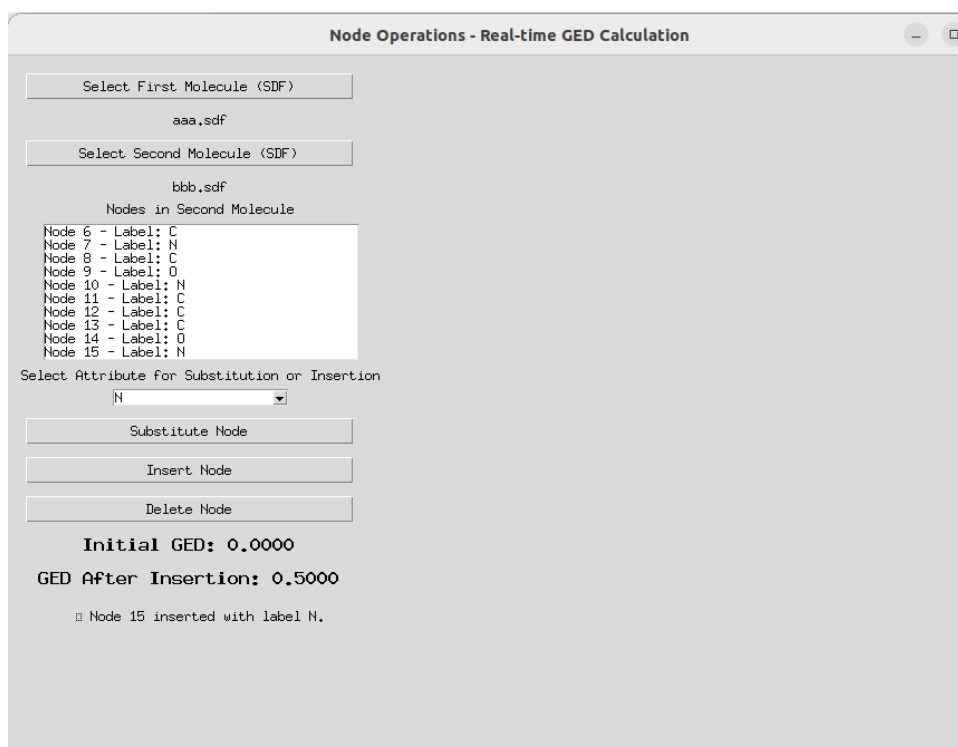 Node Operations - Real-time GED Calculation
Select First Molecule (SDF)
aaa.sdf
Select Second Molecule (SDF)
bbb.sdf
Nodes in Second Molecule
Node 6 - Label: C
Node 7 - Label: N
Node 8 - Label: C
Node 9 - Label: O
Node 10 - Label: N
Node 11 - Label: C
Node 12 - Label: C
Node 13 - Label: C
Node 14 - Label: O
Node 15 - Label: N
Select Attribute for Substitution or Insertion
N
Substitute Node
Insert Node
Delete Node
Initial GED: 0.0000
GED After Insertion: 0.5000
Node 15 inserted with label N.